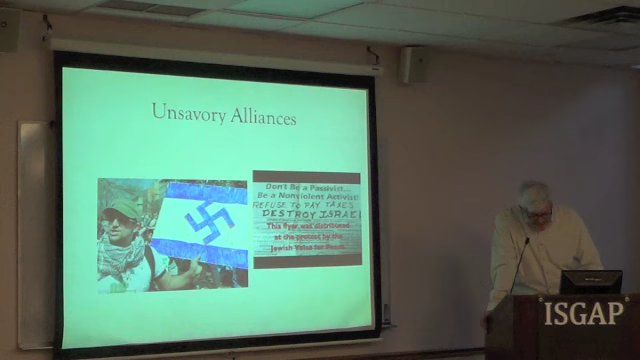 Unsavory Alliances
Don't Be a Passivist...
Be a Nonviolent Activist!
REFUSE TO PAY TAXES
DESTROY ISRAEL
This flyer was distributed
at the protest by the
Jewish Voice for Peace
ISGAP